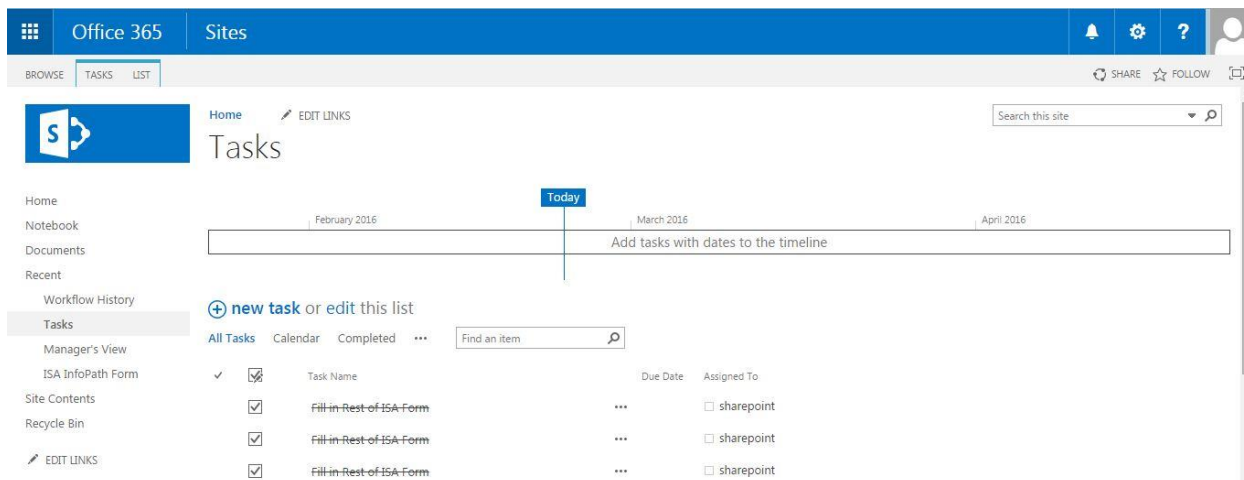 Office 365 Sites ?
BROWSE TASKS LIST SHARE FOLLOW
S
Home EDIT LINKS Search this site
Tasks
Today
February 2016 March 2016 April 2016
Add tasks with dates to the timeline
Home
Notebook
Documents
Recent
Workflow History
Tasks
Manager's View
ISA InfoPath Form
Site Contents
Recycle Bin
EDIT LINKS
new task or edit this list
All Tasks Calendar Completed ••• Find an item
Task Name Due Date Assigned To
Fill in Rest of ISA Form ••• sharepoint
Fill in Rest of ISA Form ••• sharepoint
Fill in Rest of ISA Form ••• sharepoint